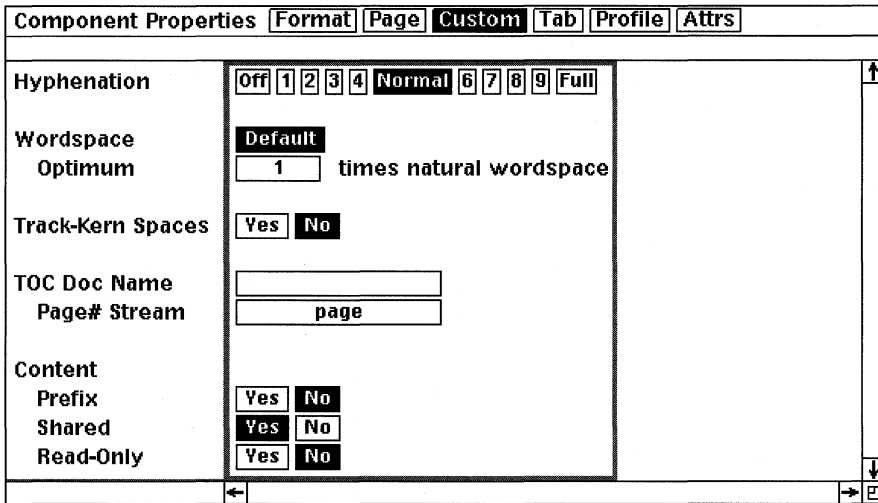 Component Properties Format Page Custom Tab Profile Attrs
Hyphenation Off 1 2 3 4 Normal 6 7 8 9 Full
Wordspace Default
Optimum 1 times natural wordspace
Track-Kern Spaces Yes No
TOC Doc Name
Page# Stream page
Content
Prefix Yes No
Shared Yes No
Read-Only Yes No